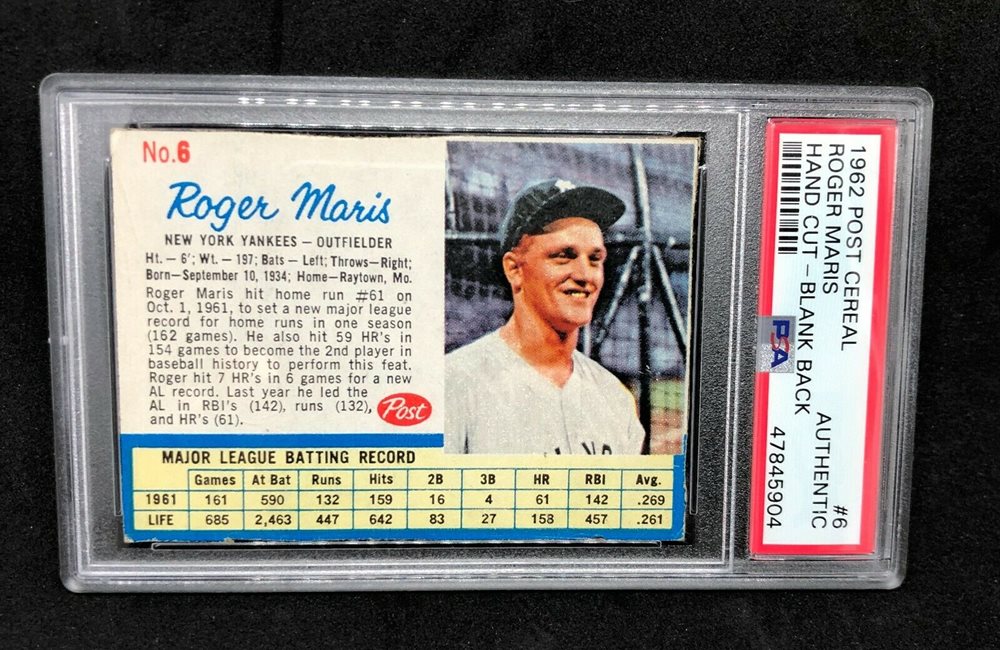 No.6
Roger Maris
NEW YORK YANKEES — OUTFIELDER
Ht. — 6'; Wt. — 197; Bats — Left; Throws—Right;
Born—September 10, 1934; Home—Raytown, Mo.
Roger Maris hit home run #61 on
Oct. 1, 1961, to set a new major league
record for home runs in one season
(162 games). He also hit 59 HR's in
154 games to become the 2nd player in
baseball history to perform this feat.
Roger hit 7 HR's in 6 games for a new
AL record. Last year he led the
AL in RBI's (142), runs (132),
and HR's (61).
Post
MAJOR LEAGUE BATTING RECORD
Games At Bat Runs Hits 2B 3B HR RBI Avg.
1961 161 590 132 159 16 4 61 142 .269
LIFE 685 2,463 447 642 83 27 158 457 .261
1962 POST CEREAL #6
ROGER MARIS
HAND CUT – BLANK BACK AUTHENTIC
PSA 47845904